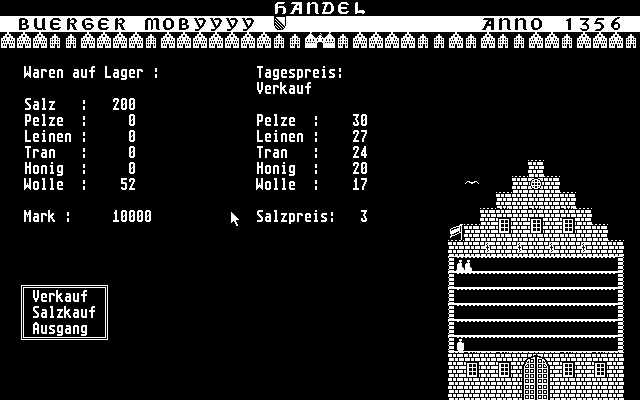 HANDEL
BUERGER MOBYYYY ANNO 1356
Waren auf Lager :
Salz : 200
Pelze : 0
Leinen : 0
Tran : 0
Honig : 0
Wolle : 52
Mark : 10000
Tagespreis:
Verkauf
Pelze : 30
Leinen : 27
Tran : 24
Honig : 20
Wolle : 17
Salzpreis: 3
Verkauf
Salzkauf
Ausgang